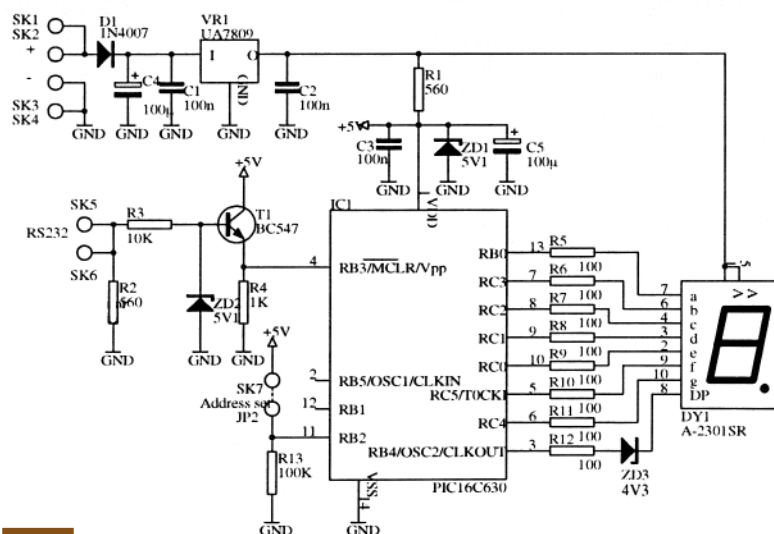 SK1
SK2
+
-
SK3
SK4
GND
D1
1N4007
+
C4
100µ
GND
C1
100n
GND
VR1
UA7809
I
O
GND
GND
C2
100n
GND
R1
560
+5V
C3
100n
GND
ZD1
5V1
GND
+
C5
100µ
GND
+5V
SK5
RS232
SK6
R3
10K
T1
BC547
R2
GND
ZD2
5V1
GND
R4
1K
GND
+5V
SK7
Address set
JP2
R13
100K
GND
IC1
1
VDD
4 RB3/MCLR/Vpp
2 RB5/OSC1/CLKIN
12 RB1
11 RB2
RB0 13 R5 100 7 a
RC3 7 R6 100 6 b
RC2 8 R7 100 4 c
RC1 9 R8 100 3 d
RC0 10 R9 100 2 e
RC5/T0CKI 5 R10 100 9 f
RC4 6 R11 100 10 g
RB4/OSC2/CLKOUT 3 R12 100 8 DP
ZD3
4V3
VSS
14
GND
PIC16C630
1 5
A A
8.
DY1
A-2301SR